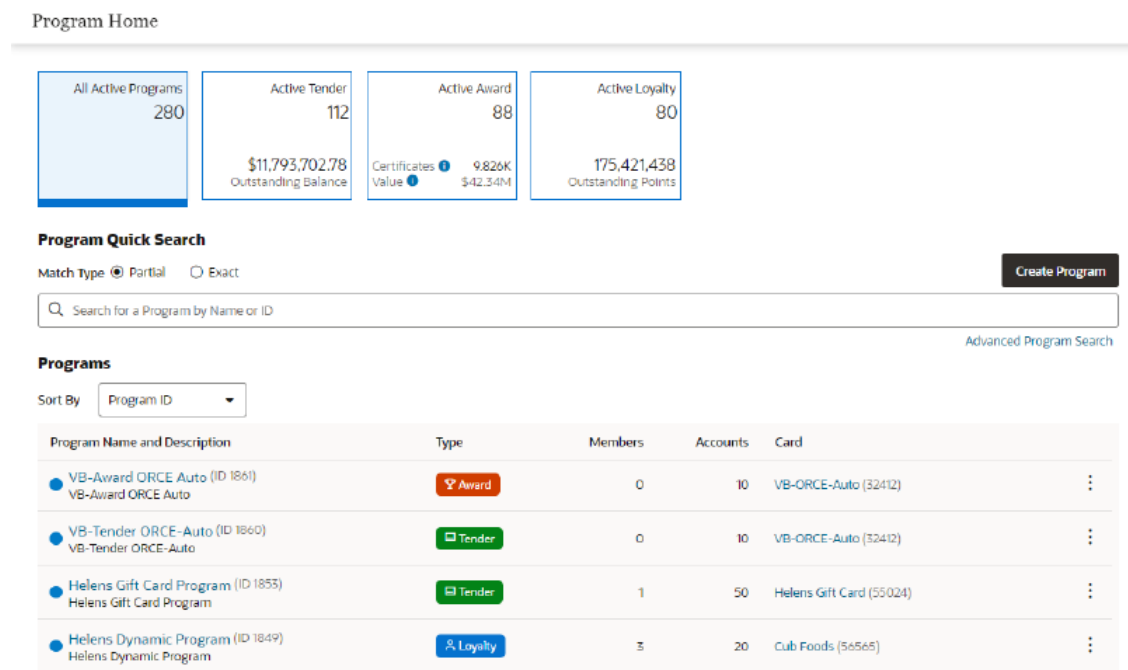 Program Home
All Active Programs
280
Active Tender
112
$11,793,702.78
Outstanding Balance
Active Award
88
Certificates 9.826K
Value $42.34M
Active Loyalty
80
175,421,438
Outstanding Points
Program Quick Search
Match Type Partial Exact
Create Program
Search for a Program by Name or ID
Advanced Program Search
Programs
Sort By Program ID
Program Name and Description Type Members Accounts Card
VB-Award ORCE Auto (ID 1861) Award 0 10 VB-ORCE-Auto (32412)
VB-Award ORCE Auto
VB-Tender ORCE-Auto (ID 1860) Tender 0 10 VB-ORCE-Auto (32412)
VB-Tender ORCE-Auto
Helens Gift Card Program (ID 1853) Tender 1 50 Helens Gift Card (55024)
Helens Gift Card Program
Helens Dynamic Program (ID 1849) Loyalty 3 20 Cub Foods (56565)
Helens Dynamic Program